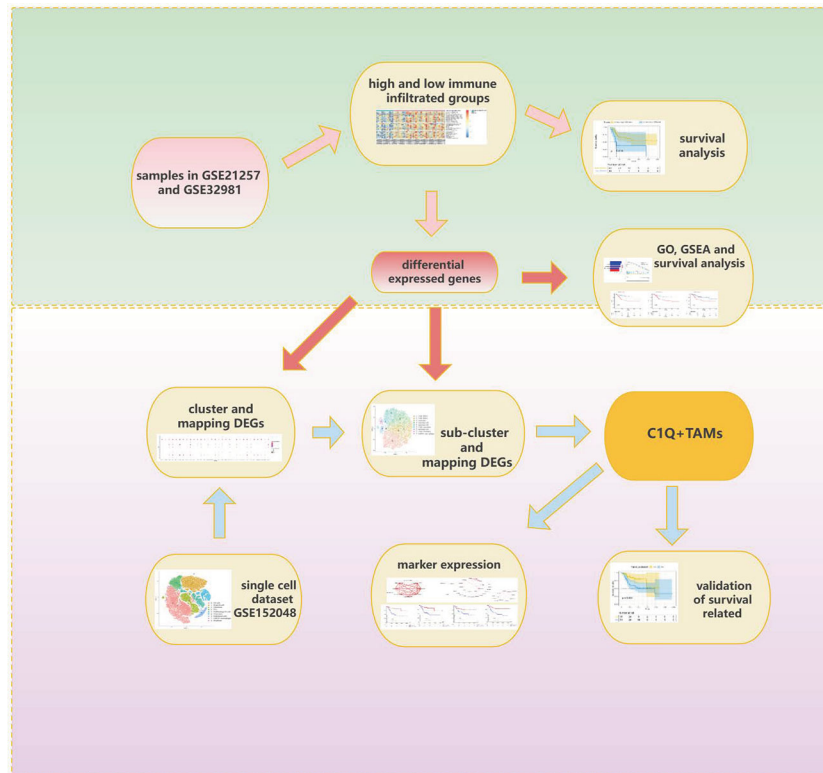 high and low immune
infiltrated groups
samples in GSE21257
and GSE32981
survival
analysis
differential
expressed genes
GO, GSEA and
survival analysis
cluster and
mapping DEGs
sub-cluster
and
mapping DEGs
C1Q+TAMs
single cell
dataset
GSE152048
marker expression
validation
of survival
related